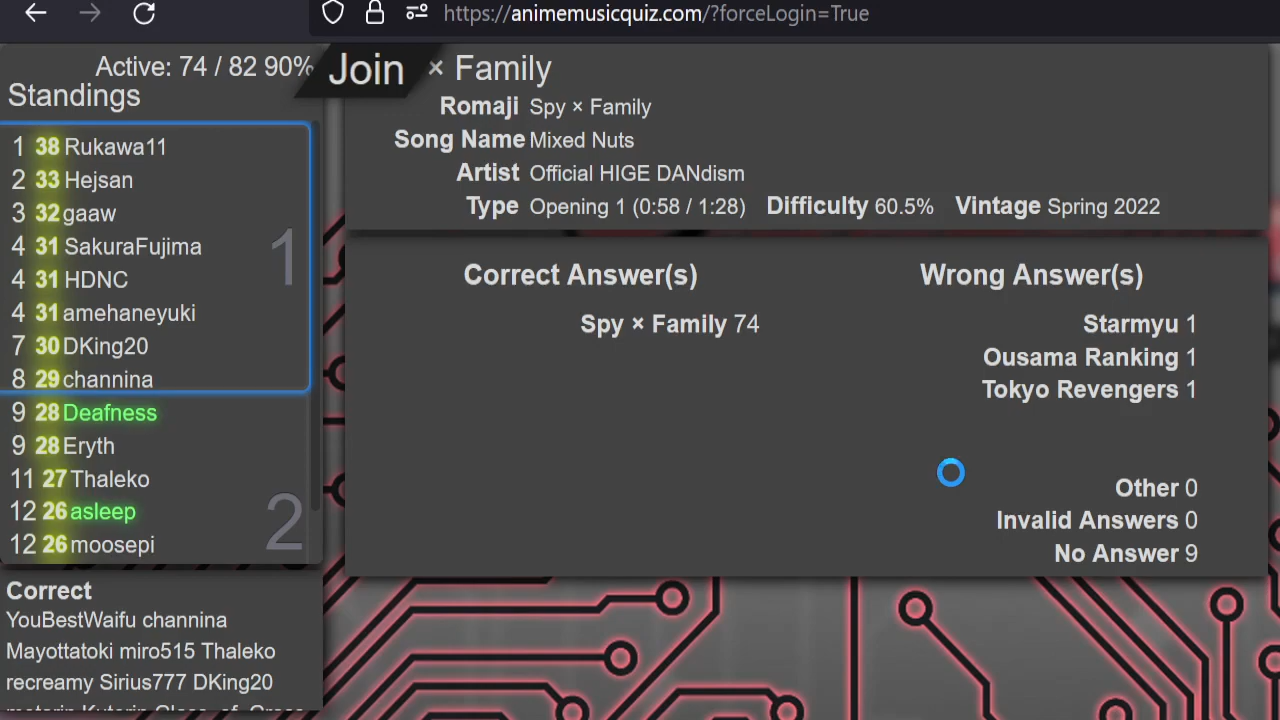 https://animemusicquiz.com/?forceLogin=True
Active: 74 / 82 90%
Join
Standings
1 38 Rukawa11
2 33 Hejsan
3 32 gaaw
4 31 SakuraFujima
4 31 HDNC
4 31 amehaneyuki
7 30 DKing20
8 29 channina
1
9 28 Deafness
9 28 Eryth
11 27 Thaleko
12 26 asleep
12 26 moosepi
2
Correct
YouBestWaifu channina
Mayottatoki miro515 Thaleko
recreamy Sirius777 DKing20
× Family
Romaji Spy × Family
Song Name Mixed Nuts
Artist Official HIGE DANdism
Type Opening 1 (0:58 / 1:28) Difficulty 60.5% Vintage Spring 2022
Correct Answer(s)
Spy × Family 74
Wrong Answer(s)
Starmyu 1
Ousama Ranking 1
Tokyo Revengers 1
Other 0
Invalid Answers 0
No Answer 9